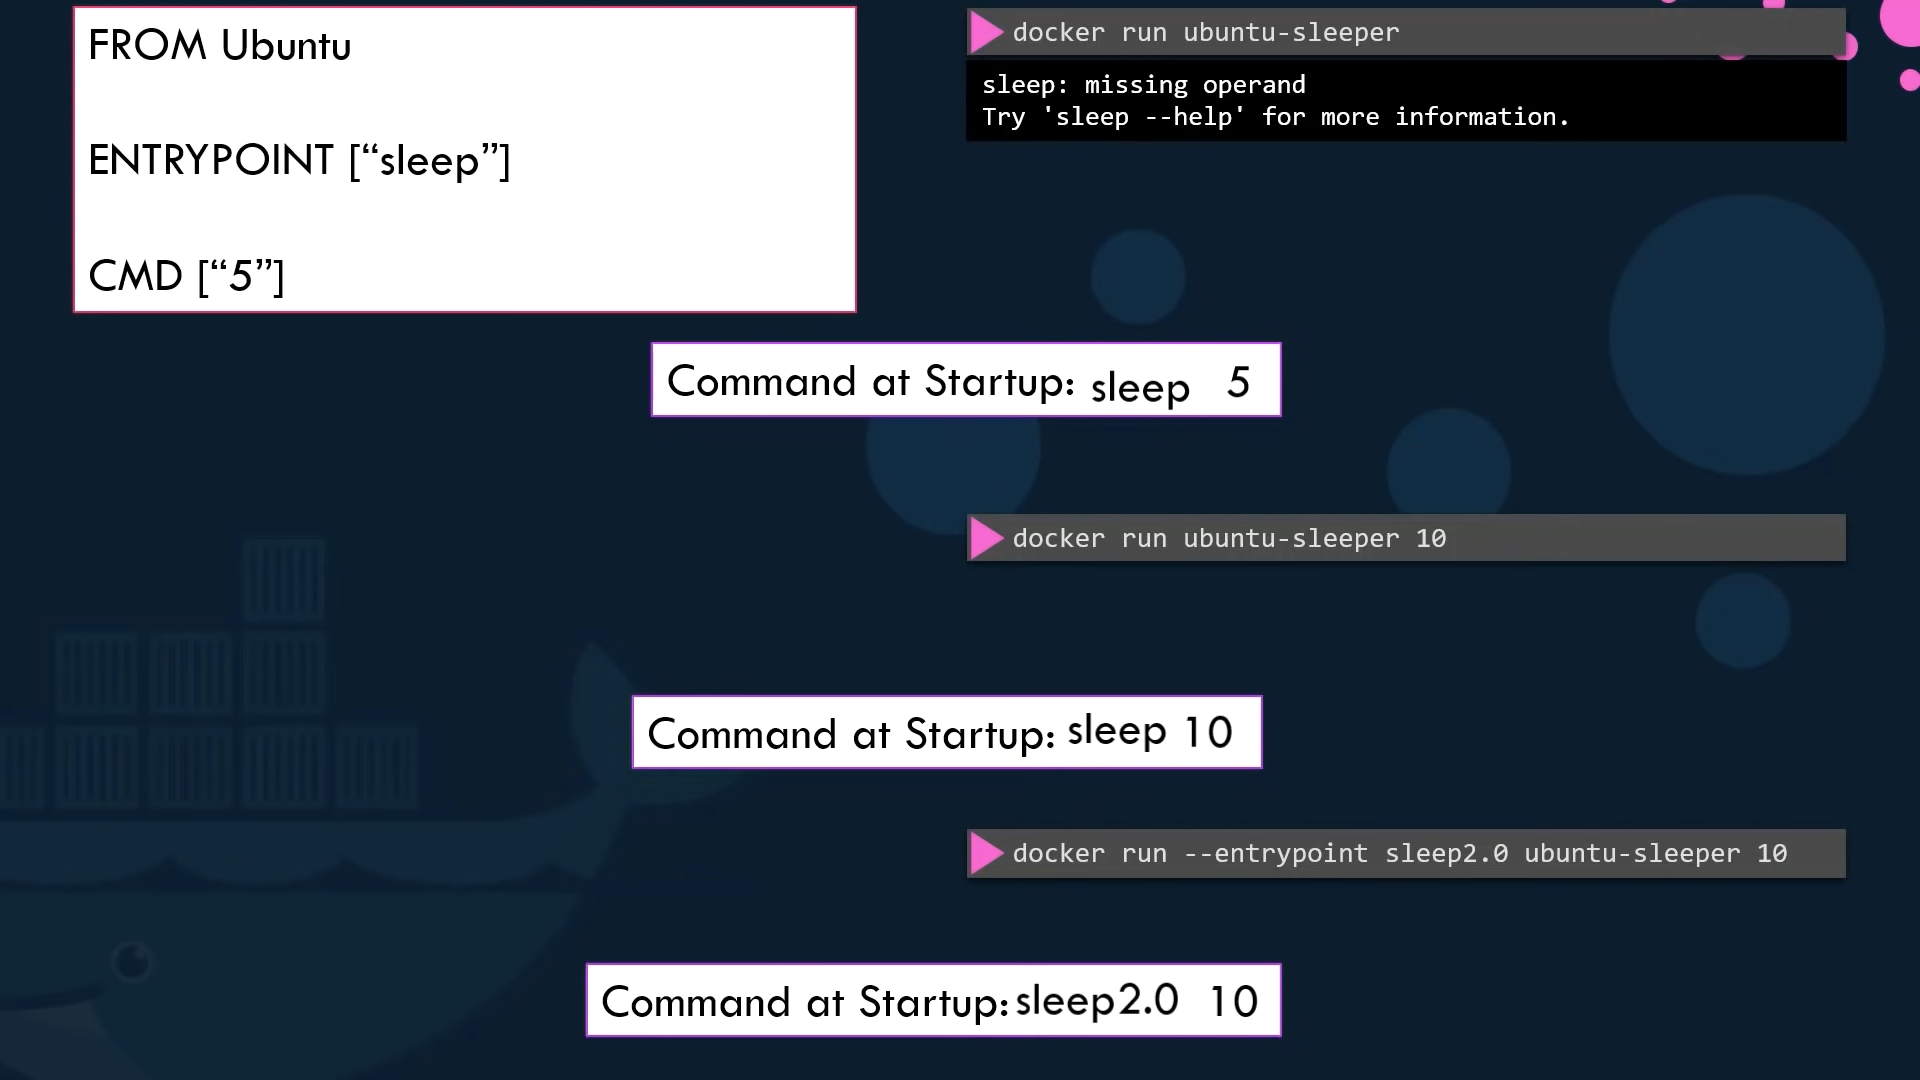 FROM Ubuntu
ENTRYPOINT [“sleep”]
CMD [“5”]
docker run ubuntu-sleeper
sleep: missing operand
Try 'sleep --help' for more information.
Command at Startup: sleep 5
docker run ubuntu-sleeper 10
Command at Startup: sleep 10
docker run --entrypoint sleep2.0 ubuntu-sleeper 10
Command at Startup: sleep2.0 10